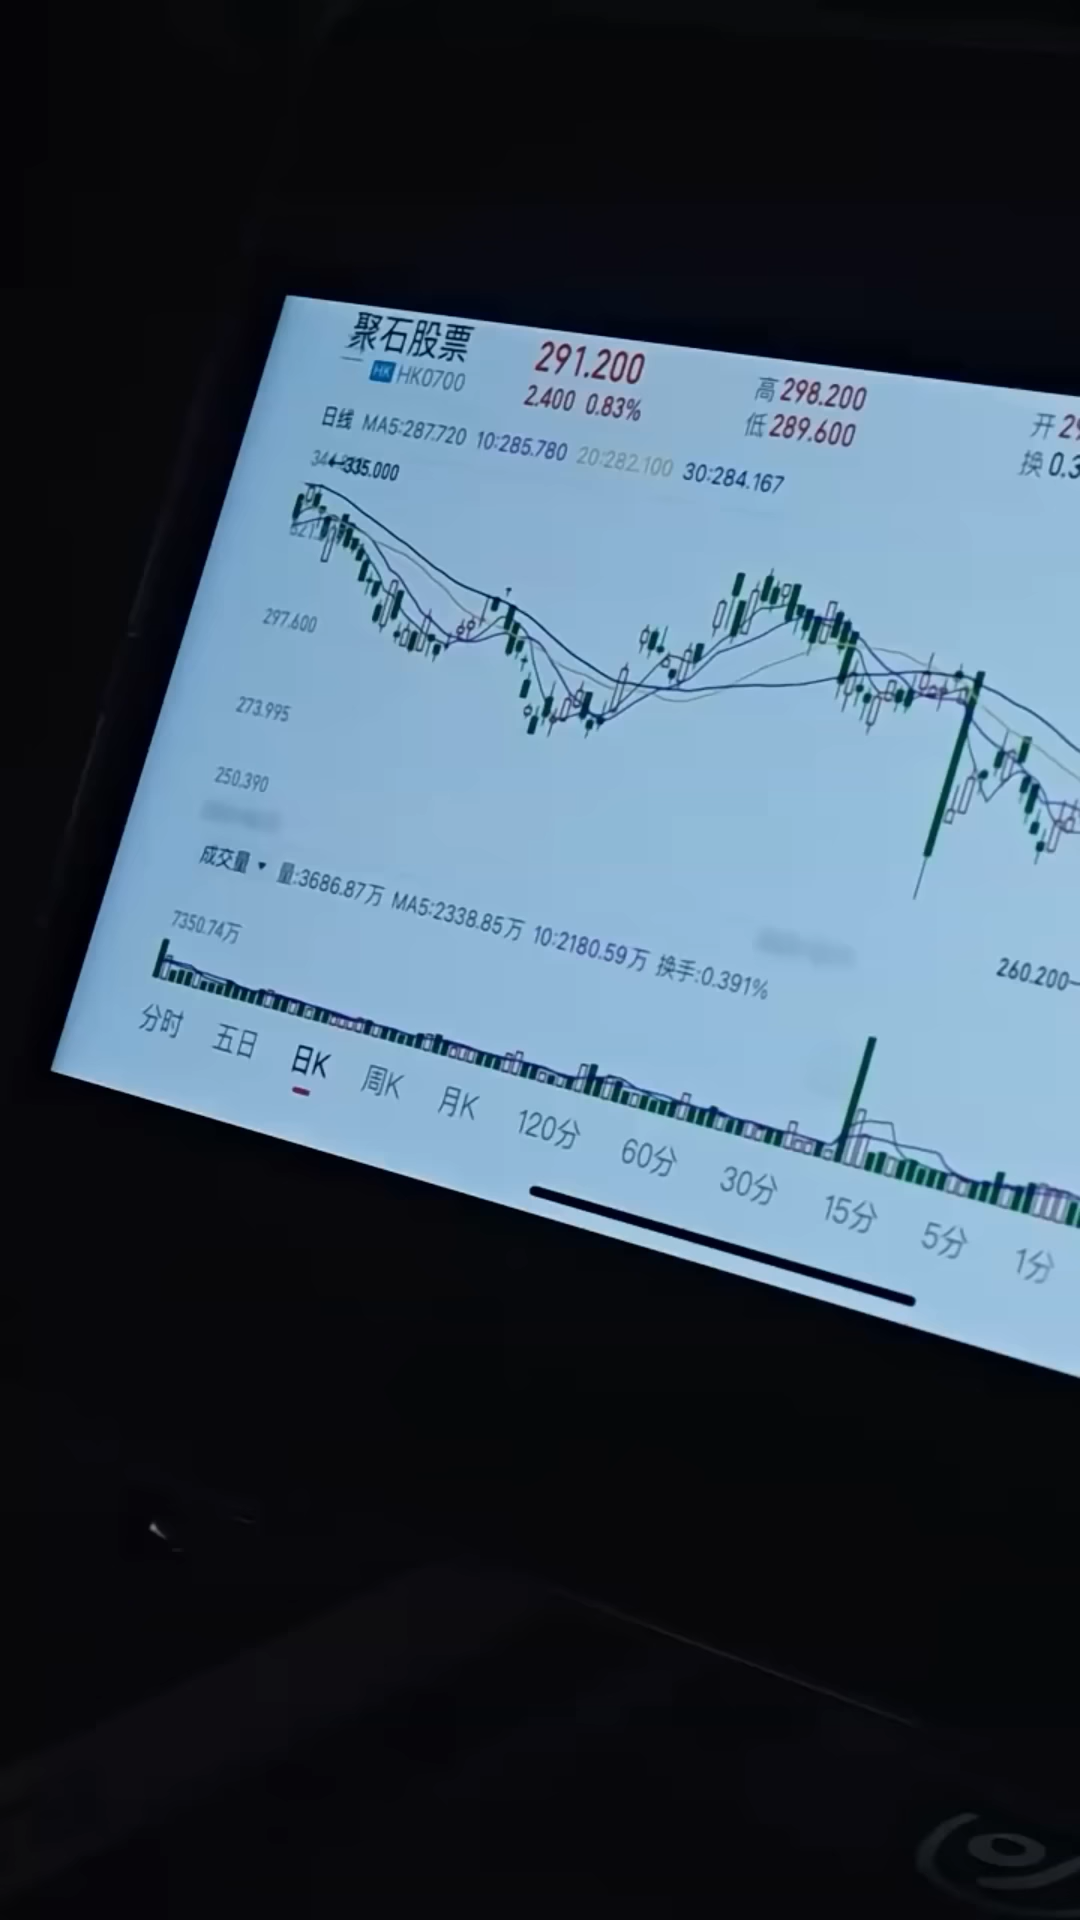 聚石股票
HK HK0700
291.200
2.400 0.83%
高 298.200
低 289.600
开 29
换 0.3
日线 MA5:287.720 10:285.780 20:282.100 30:284.167
335.000
297.600
273.995
250.390
260.200
成交量 量:3686.87万 MA5:2338.85万 10:2180.59万 换手:0.391%
7350.74万
分时 五日 日K 周K 月K 120分 60分 30分 15分 5分 1分